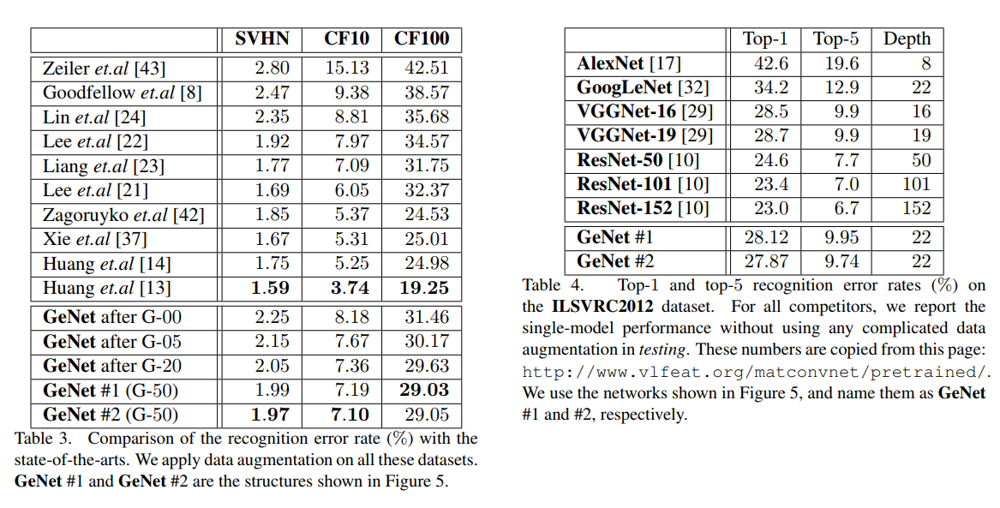 SVHN CF10 CF100
Zeiler et.al [43] 2.80 15.13 42.51
Goodfellow et.al [8] 2.47 9.38 38.57
Lin et.al [24] 2.35 8.81 35.68
Lee et.al [22] 1.92 7.97 34.57
Liang et.al [23] 1.77 7.09 31.75
Lee et.al [21] 1.69 6.05 32.37
Zagoruyko et.al [42] 1.85 5.37 24.53
Xie et.al [37] 1.67 5.31 25.01
Huang et.al [14] 1.75 5.25 24.98
Huang et.al [13] 1.59 3.74 19.25
GeNet after G-00 2.25 8.18 31.46
GeNet after G-05 2.15 7.67 30.17
GeNet after G-20 2.05 7.36 29.63
GeNet #1 (G-50) 1.99 7.19 29.03
GeNet #2 (G-50) 1.97 7.10 29.05
Table 3. Comparison of the recognition error rate (%) with the
state-of-the-arts. We apply data augmentation on all these datasets.
GeNet #1 and GeNet #2 are the structures shown in Figure 5.
Top-1 Top-5 Depth
AlexNet [17] 42.6 19.6 8
GoogLeNet [32] 34.2 12.9 22
VGGNet-16 [29] 28.5 9.9 16
VGGNet-19 [29] 28.7 9.9 19
ResNet-50 [10] 24.6 7.7 50
ResNet-101 [10] 23.4 7.0 101
ResNet-152 [10] 23.0 6.7 152
GeNet #1 28.12 9.95 22
GeNet #2 27.87 9.74 22
Table 4. Top-1 and top-5 recognition error rates (%) on
the ILSVRC2012 dataset. For all competitors, we report the
single-model performance without using any complicated data
augmentation in testing. These numbers are copied from this page:
http://www.vlfeat.org/matconvnet/pretrained/.
We use the networks shown in Figure 5, and name them as GeNet
#1 and #2, respectively.